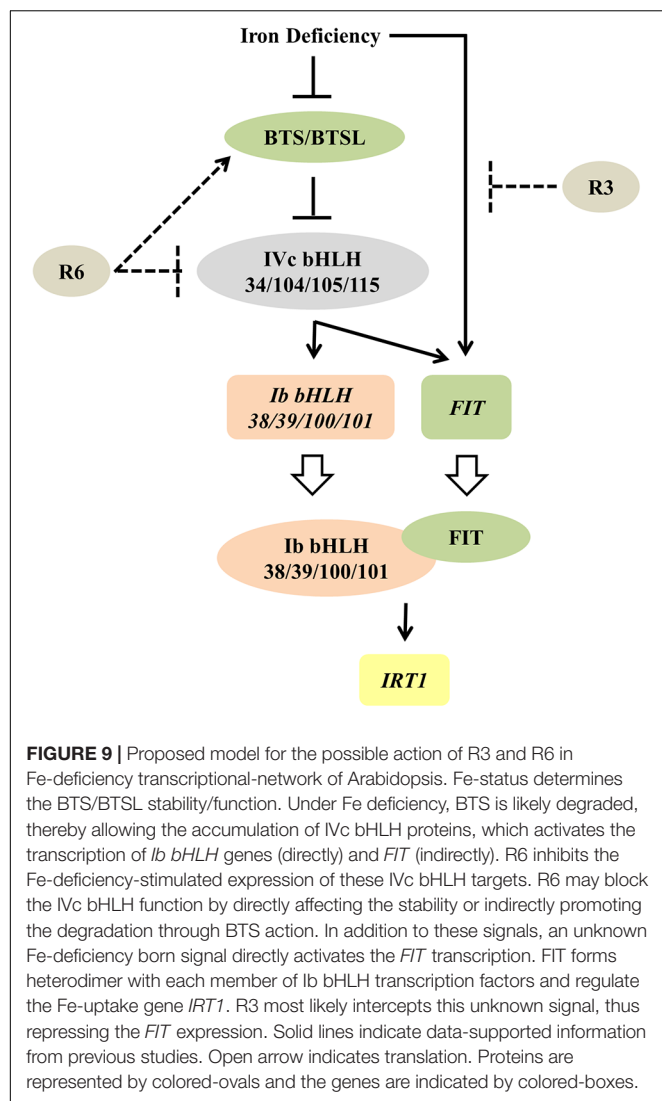 Iron Deficiency
BTS/BTSL
R3
R6
IVc bHLH
34/104/105/115
Ib bHLH
38/39/100/101
FIT
Ib bHLH
38/39/100/101
FIT
IRT1
FIGURE 9 | Proposed model for the possible action of R3 and R6 in
Fe-deficiency transcriptional-network of Arabidopsis. Fe-status determines
the BTS/BTSL stability/function. Under Fe deficiency, BTS is likely degraded,
thereby allowing the accumulation of IVc bHLH proteins, which activates the
transcription of Ib bHLH genes (directly) and FIT (indirectly). R6 inhibits the
Fe-deficiency-stimulated expression of these IVc bHLH targets. R6 may block
the IVc bHLH function by directly affecting the stability or indirectly promoting
the degradation through BTS action. In addition to these signals, an unknown
Fe-deficiency born signal directly activates the FIT transcription. FIT forms
heterodimer with each member of Ib bHLH transcription factors and regulate
the Fe-uptake gene IRT1. R3 most likely intercepts this unknown signal, thus
repressing the FIT expression. Solid lines indicate data-supported information
from previous studies. Open arrow indicates translation. Proteins are
represented by colored-ovals and the genes are indicated by colored-boxes.